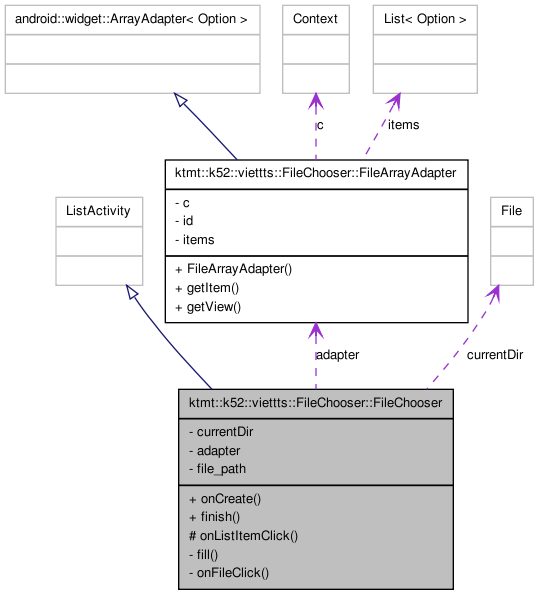 android::widget::ArrayAdapter< Option >
Context
List< Option >
c
items
ktmt::k52::viettts::FileChooser::FileArrayAdapter
- c
- id
- items
+ FileArrayAdapter()
+ getItem()
+ getView()
ListActivity
File
adapter
currentDir
ktmt::k52::viettts::FileChooser::FileChooser
- currentDir
- adapter
- file_path
+ onCreate()
+ finish()
# onListItemClick()
- fill()
- onFileClick()